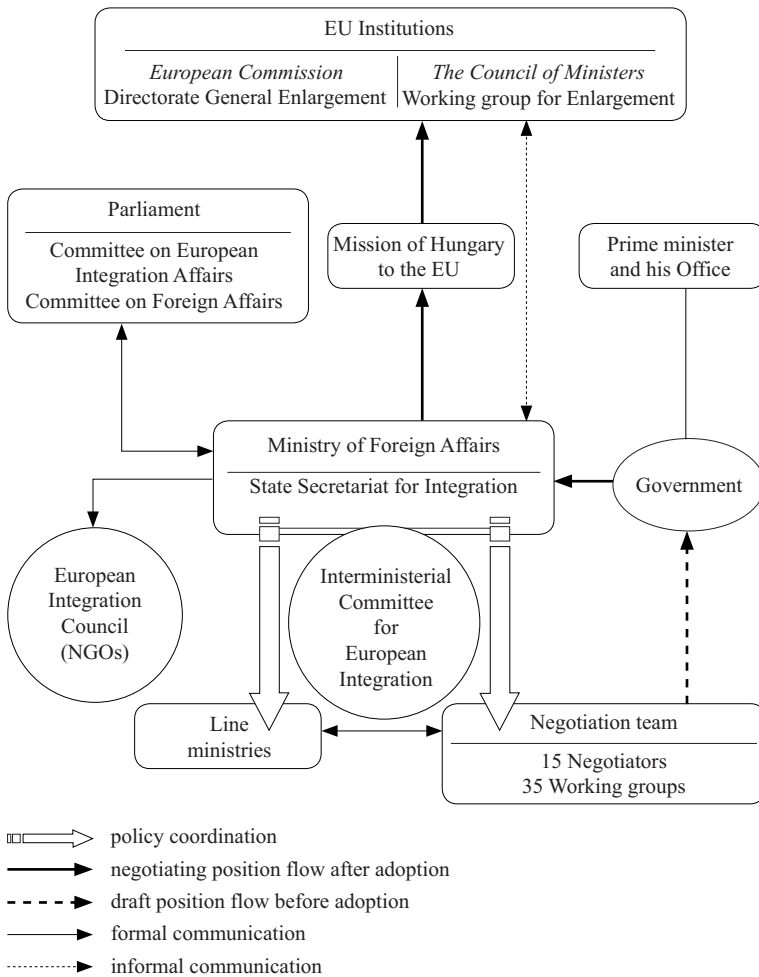 EU Institutions
European Commission
Directorate General Enlargement
The Council of Ministers
Working group for Enlargement
Parliament
Committee on European
Integration Affairs
Committee on Foreign Affairs
Mission of Hungary
to the EU
Prime minister
and his Office
Ministry of Foreign Affairs
State Secretariat for Integration
Government
European
Integration
Council
(NGOs)
Interministerial
Committee
for
European
Integration
Line
ministries
Negotiation team
15 Negotiators
35 Working groups
policy coordination
negotiating position flow after adoption
draft position flow before adoption
formal communication
informal communication